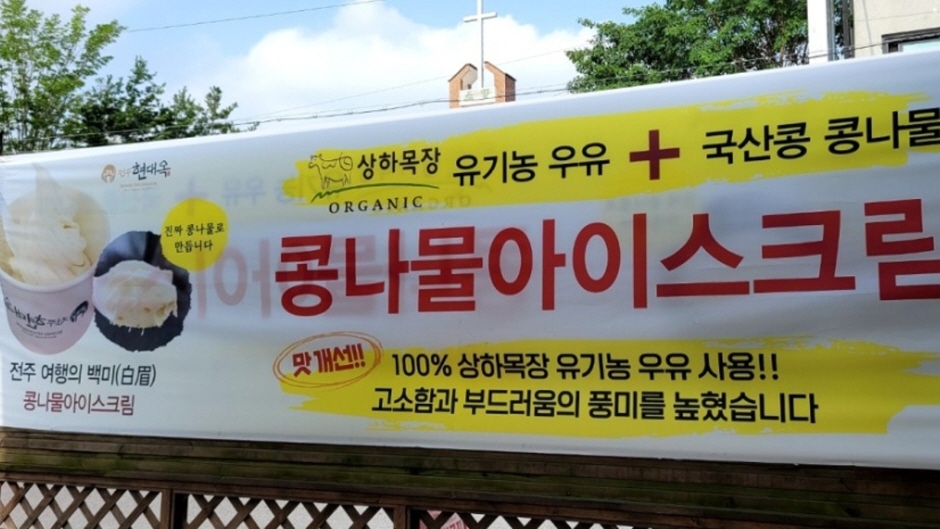 전주 현대옥
진짜 콩나물로
만듭니다
상하목장
ORGANIC
유기농 우유 + 국산콩 콩나물
콩나물아이스크림
전주 여행의 백미(白眉)
콩나물아이스크림
맛개선!!
100% 상하목장 유기농 우유 사용!!
고소함과 부드러움의 풍미를 높혔습니다